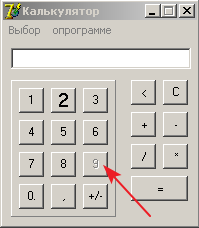 Калькулятор
Выбор опрограмме
1 2 3 < C
4 5 6 + -
7 8 9 / *
0. , +/- =